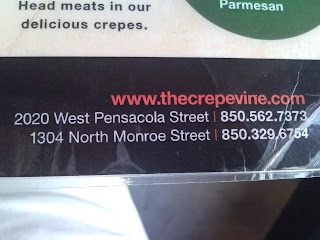 Head meats in our
delicious crepes.
Parmesan
www.thecrepevine.com
2020 West Pensacola Street | 850.562.7373
1304 North Monroe Street | 850.329.6754